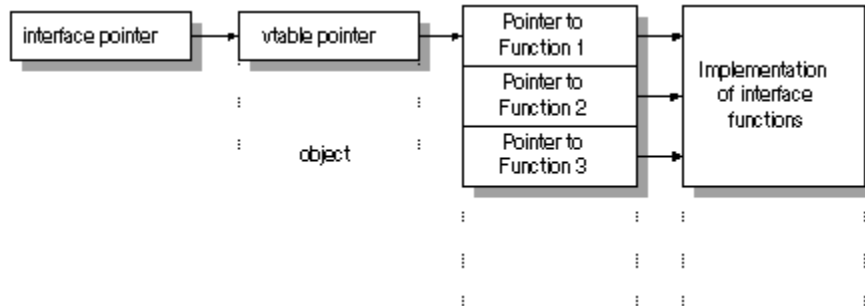 interface pointer
vtable pointer
object
Pointer to
Function 1
Pointer to
Function 2
Pointer to
Function 3
Implementation
of interface
functions